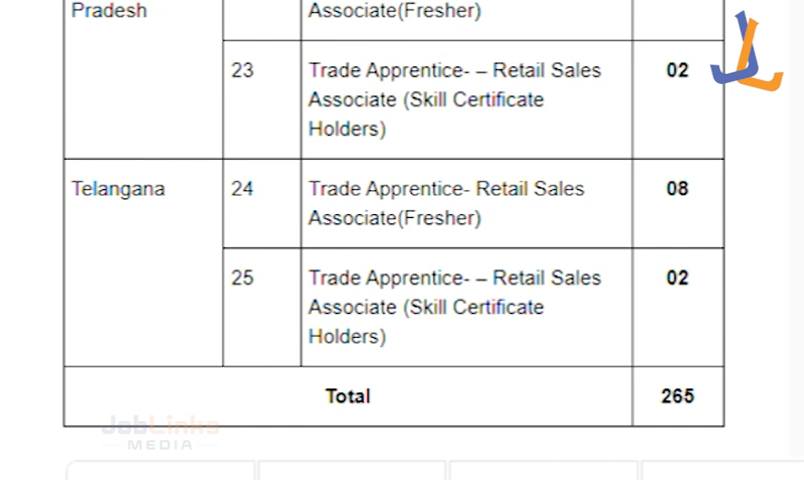 Pradesh
Associate(Fresher)
23
Trade Apprentice- – Retail Sales
Associate (Skill Certificate
Holders)
02
Telangana
24
Trade Apprentice- Retail Sales
Associate(Fresher)
08
25
Trade Apprentice- – Retail Sales
Associate (Skill Certificate
Holders)
02
Total
265
JobLinks
MEDIA